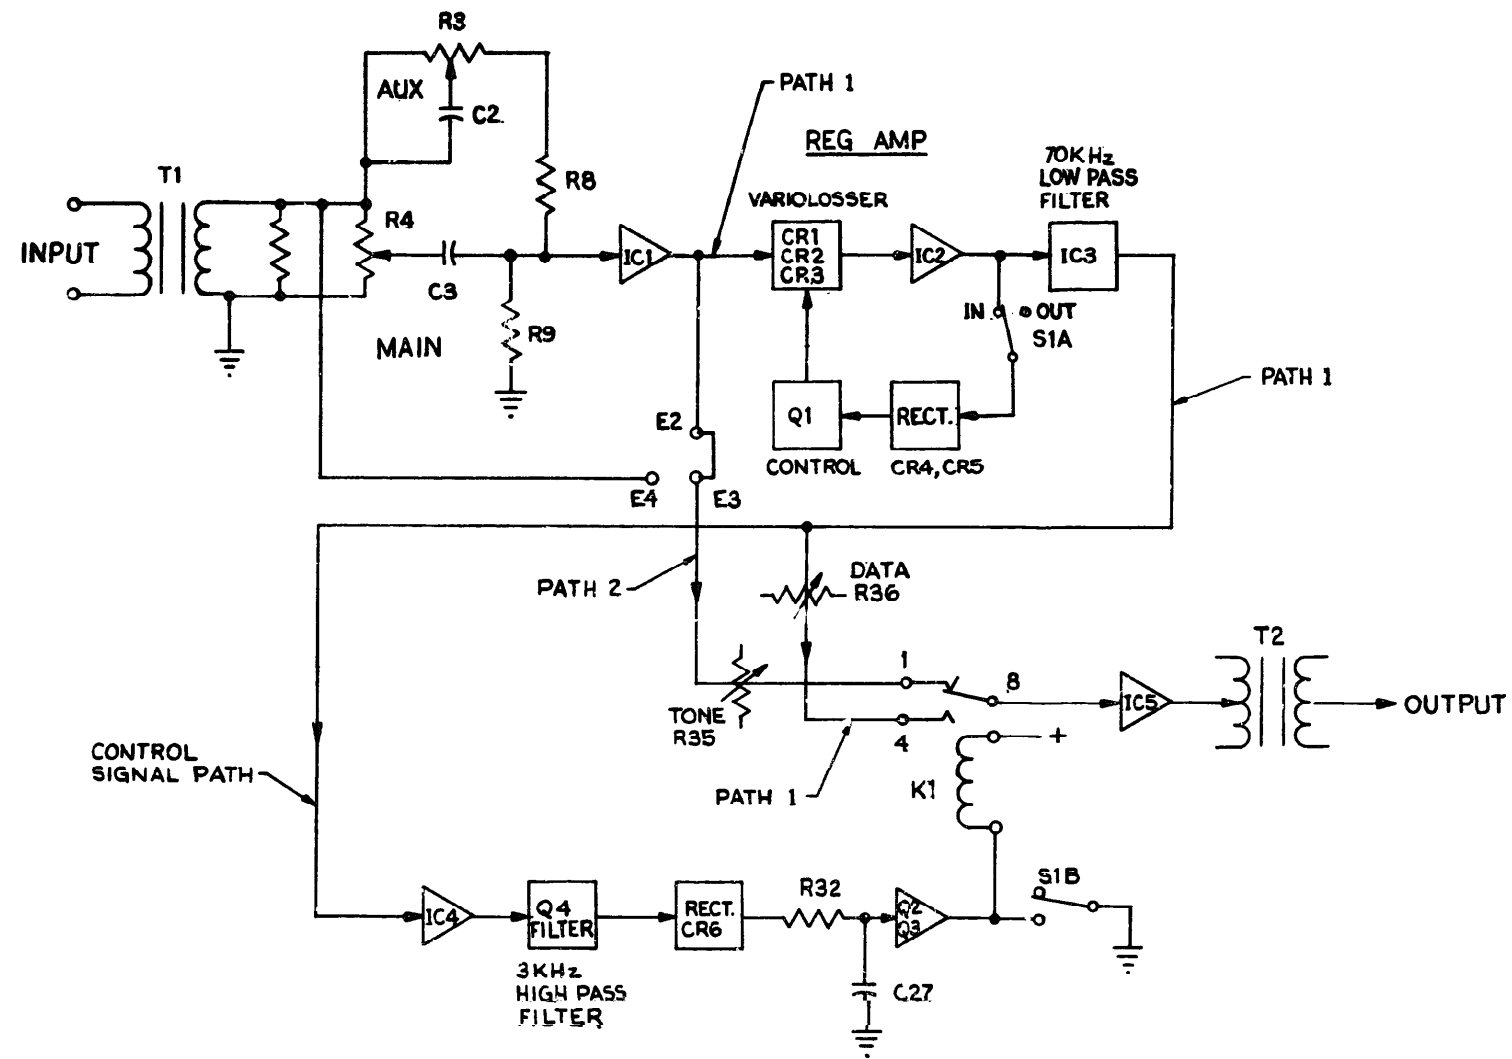 R3
AUX
C2
PATH 1
REG AMP
T1
R8
70KHz
LOW PASS
FILTER
VARIOLOSSER
R4
INPUT
C3
IC1
CR1
CR2
CR3
IC2
IC3
MAIN
R9
IN
OUT
S1A
PATH 1
E2
Q1
RECT.
CONTROL
CR4, CR5
E4
E3
PATH 2
DATA
R36
T2
1
8
TONE
R35
4
IC5
OUTPUT
CONTROL
SIGNAL PATH
PATH 1
K1
+
S1B
R32
IC4
Q4
FILTER
RECT.
CR6
Q2
Q3
3KHz
HIGH PASS
FILTER
C27